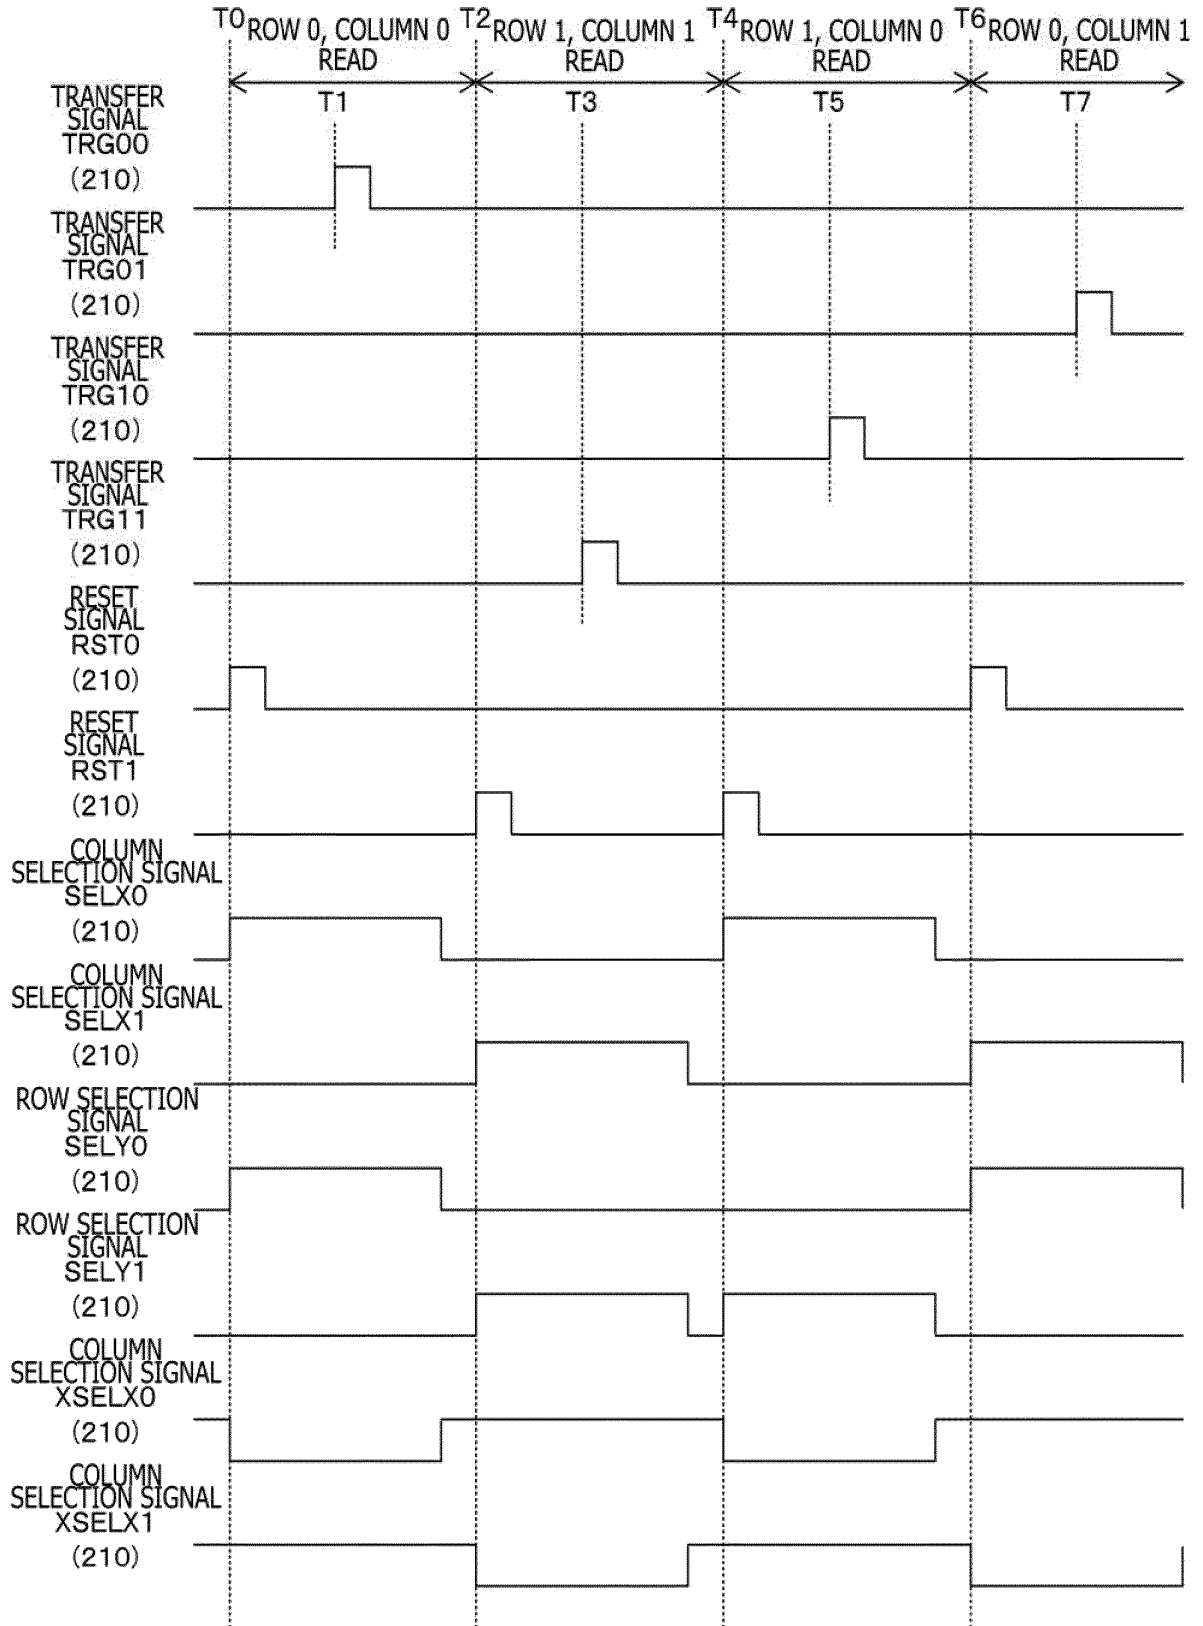 T0 ROW 0, COLUMN 0 T2 ROW 1, COLUMN 1 T4 ROW 1, COLUMN 0 T6 ROW 0, COLUMN 1
READ READ READ READ
T1 T3 T5 T7
TRANSFER
SIGNAL
TRG00
(210)
TRANSFER
SIGNAL
TRG01
(210)
TRANSFER
SIGNAL
TRG10
(210)
TRANSFER
SIGNAL
TRG11
(210)
RESET
SIGNAL
RST0
(210)
RESET
SIGNAL
RST1
(210)
COLUMN
SELECTION SIGNAL
SELX0
(210)
COLUMN
SELECTION SIGNAL
SELX1
(210)
ROW SELECTION
SIGNAL
SELY0
(210)
ROW SELECTION
SIGNAL
SELY1
(210)
COLUMN
SELECTION SIGNAL
XSELX0
(210)
COLUMN
SELECTION SIGNAL
XSELX1
(210)